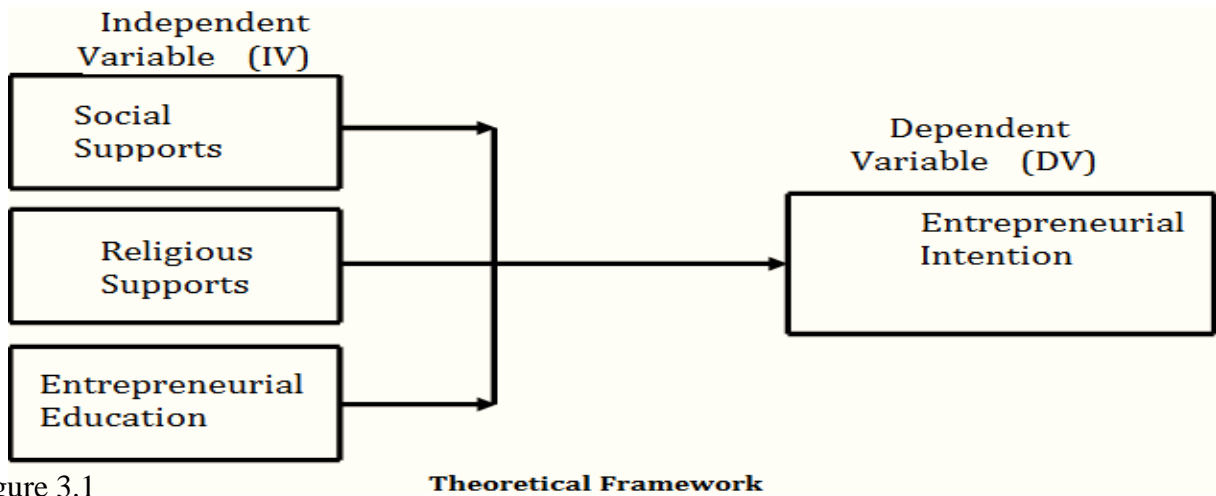 Independent
Variable (IV)
Social
Supports
Religious
Supports
Entrepreneurial
Education
Dependent
Variable (DV)
Entrepreneurial
Intention
gure 3.1
Theoretical Framework